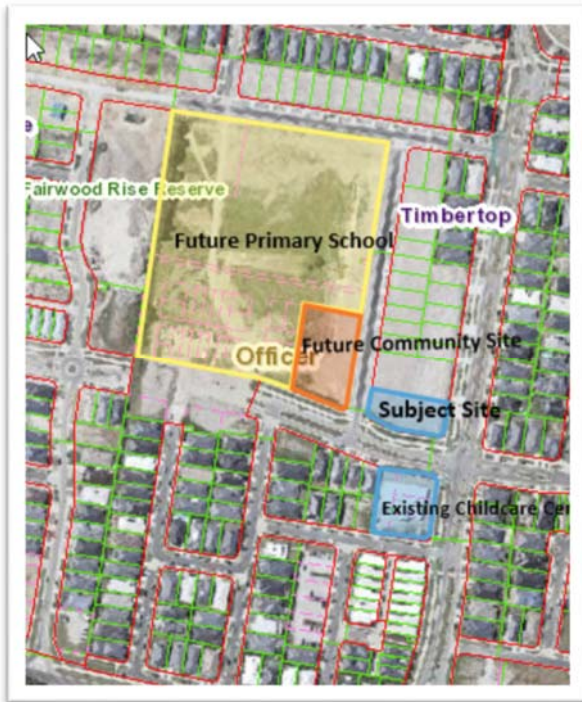 e
Fairwood Rise Reserve
Timbertop
Future Primary School
Future Community Site
Officer
Subject Site
Existing Childcare Cen